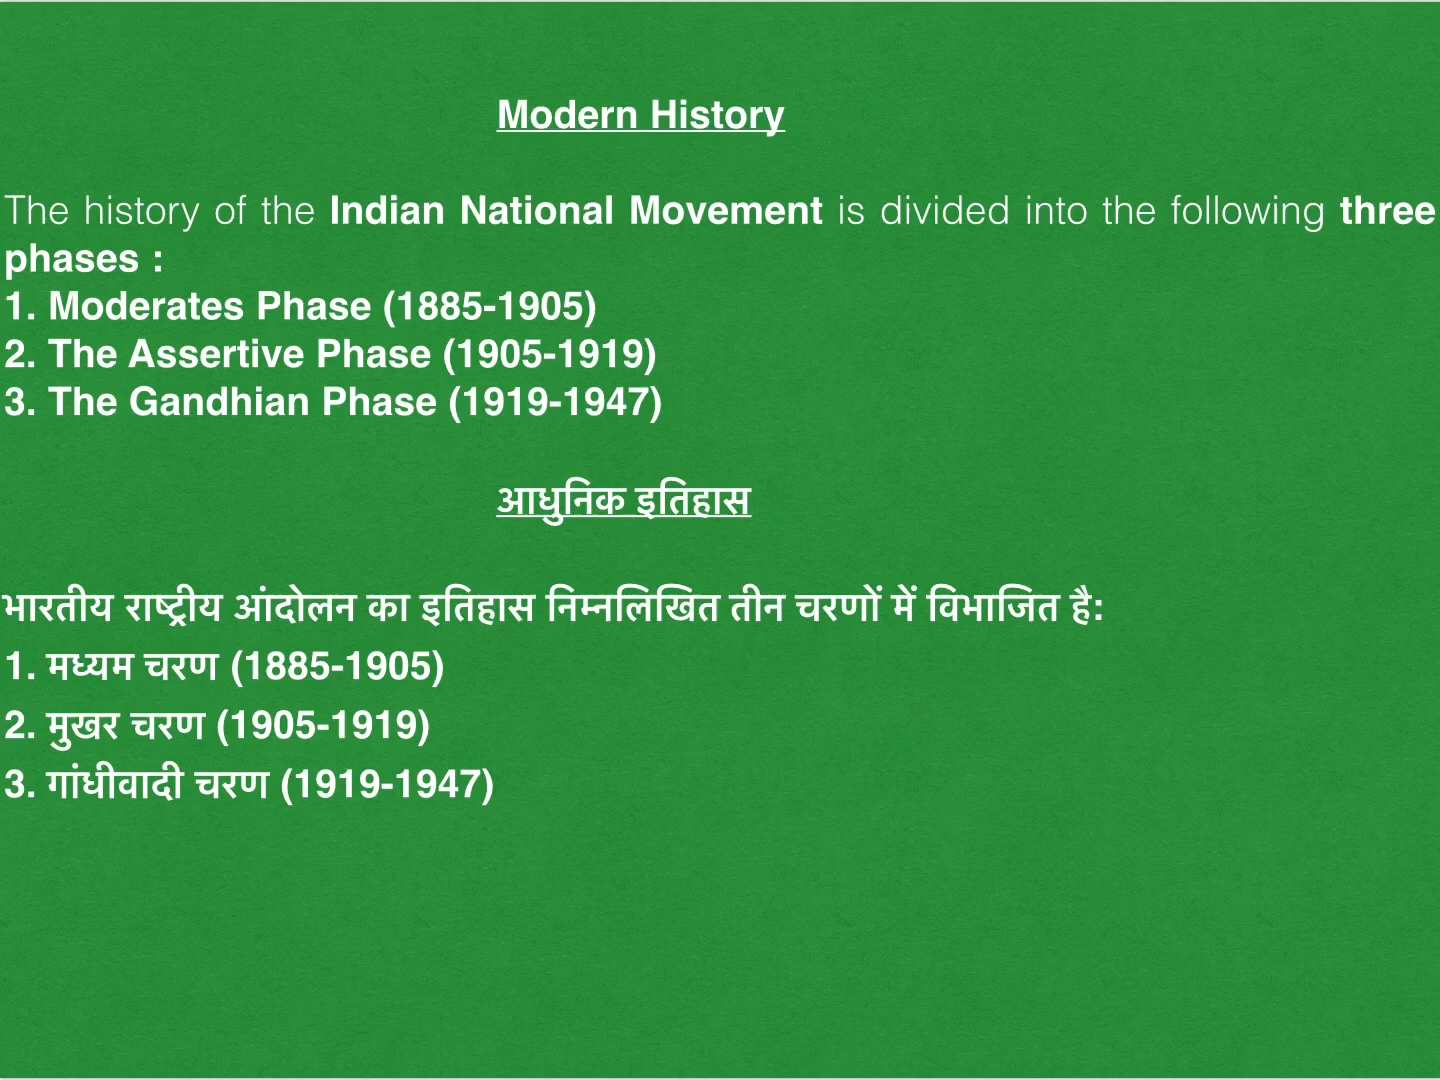 Modern History
The history of the Indian National Movement is divided into the following three
phases :
1. Moderates Phase (1885-1905)
2. The Assertive Phase (1905-1919)
3. The Gandhian Phase (1919-1947)
आधुनिक इतिहास
भारतीय राष्ट्रीय आंदोलन का इतिहास निम्नलिखित तीन चरणों में विभाजित है:
1. मध्यम चरण (1885-1905)
2. मुखर चरण (1905-1919)
3. गांधीवादी चरण (1919-1947)